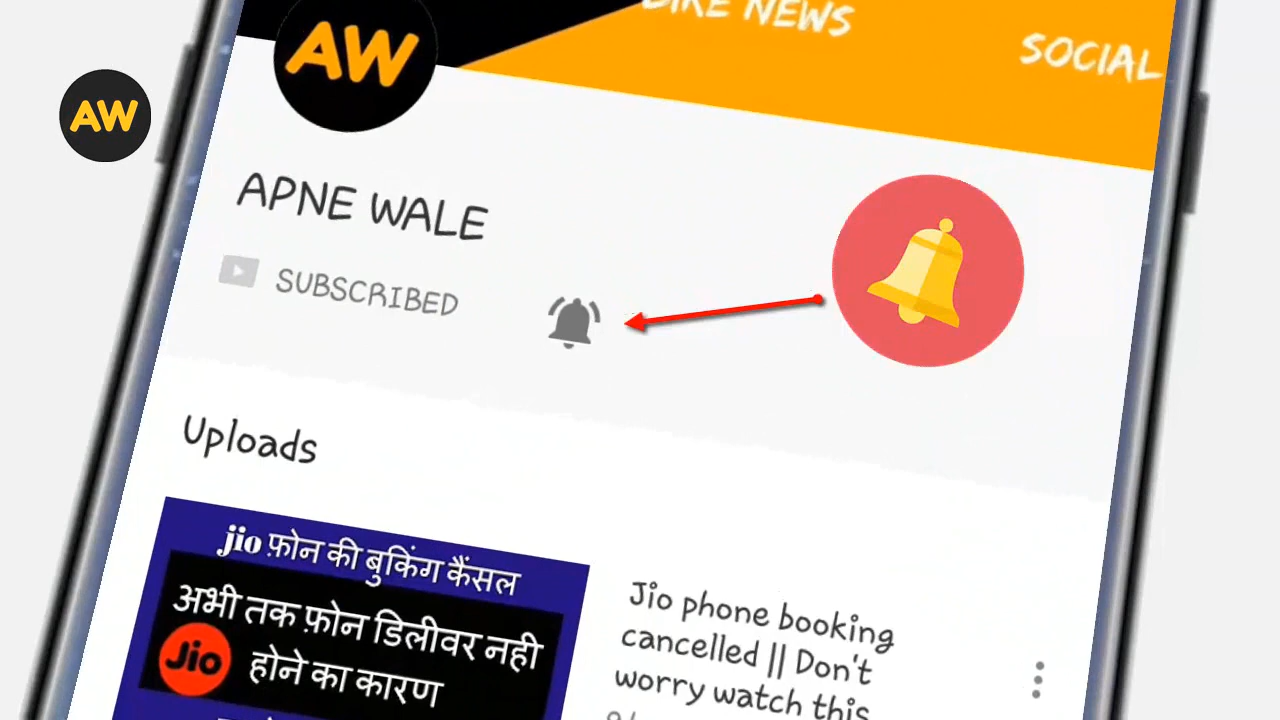 BIKE NEWS
SOCIAL
AW
AW
APNE WALE
SUBSCRIBED
Uploads
jio फ़ोन की बुकिंग कैंसल
अभी तक फ़ोन डिलीवर नही
Jio होने का कारण
Jio phone booking
cancelled || Don't
worry watch this